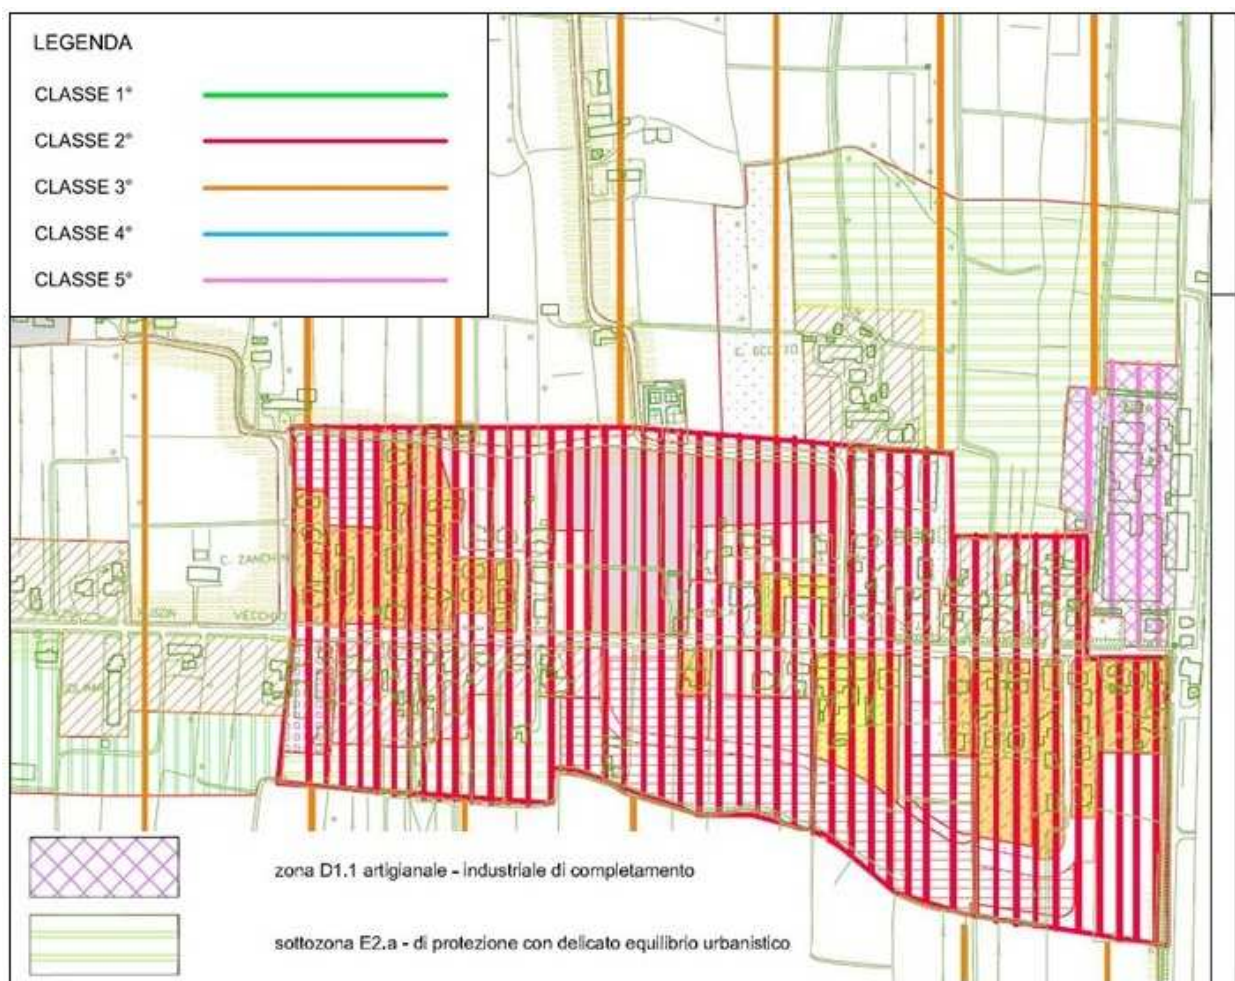 LEGENDA
CLASSE 1°
CLASSE 2°
CLASSE 3°
CLASSE 4°
CLASSE 5°
C. ZANCHIN
VECCHIO
zona D1.1 artigianale - industriale di completamento
sottozona E2.a - di protezione con delicato equilibrio urbanistico